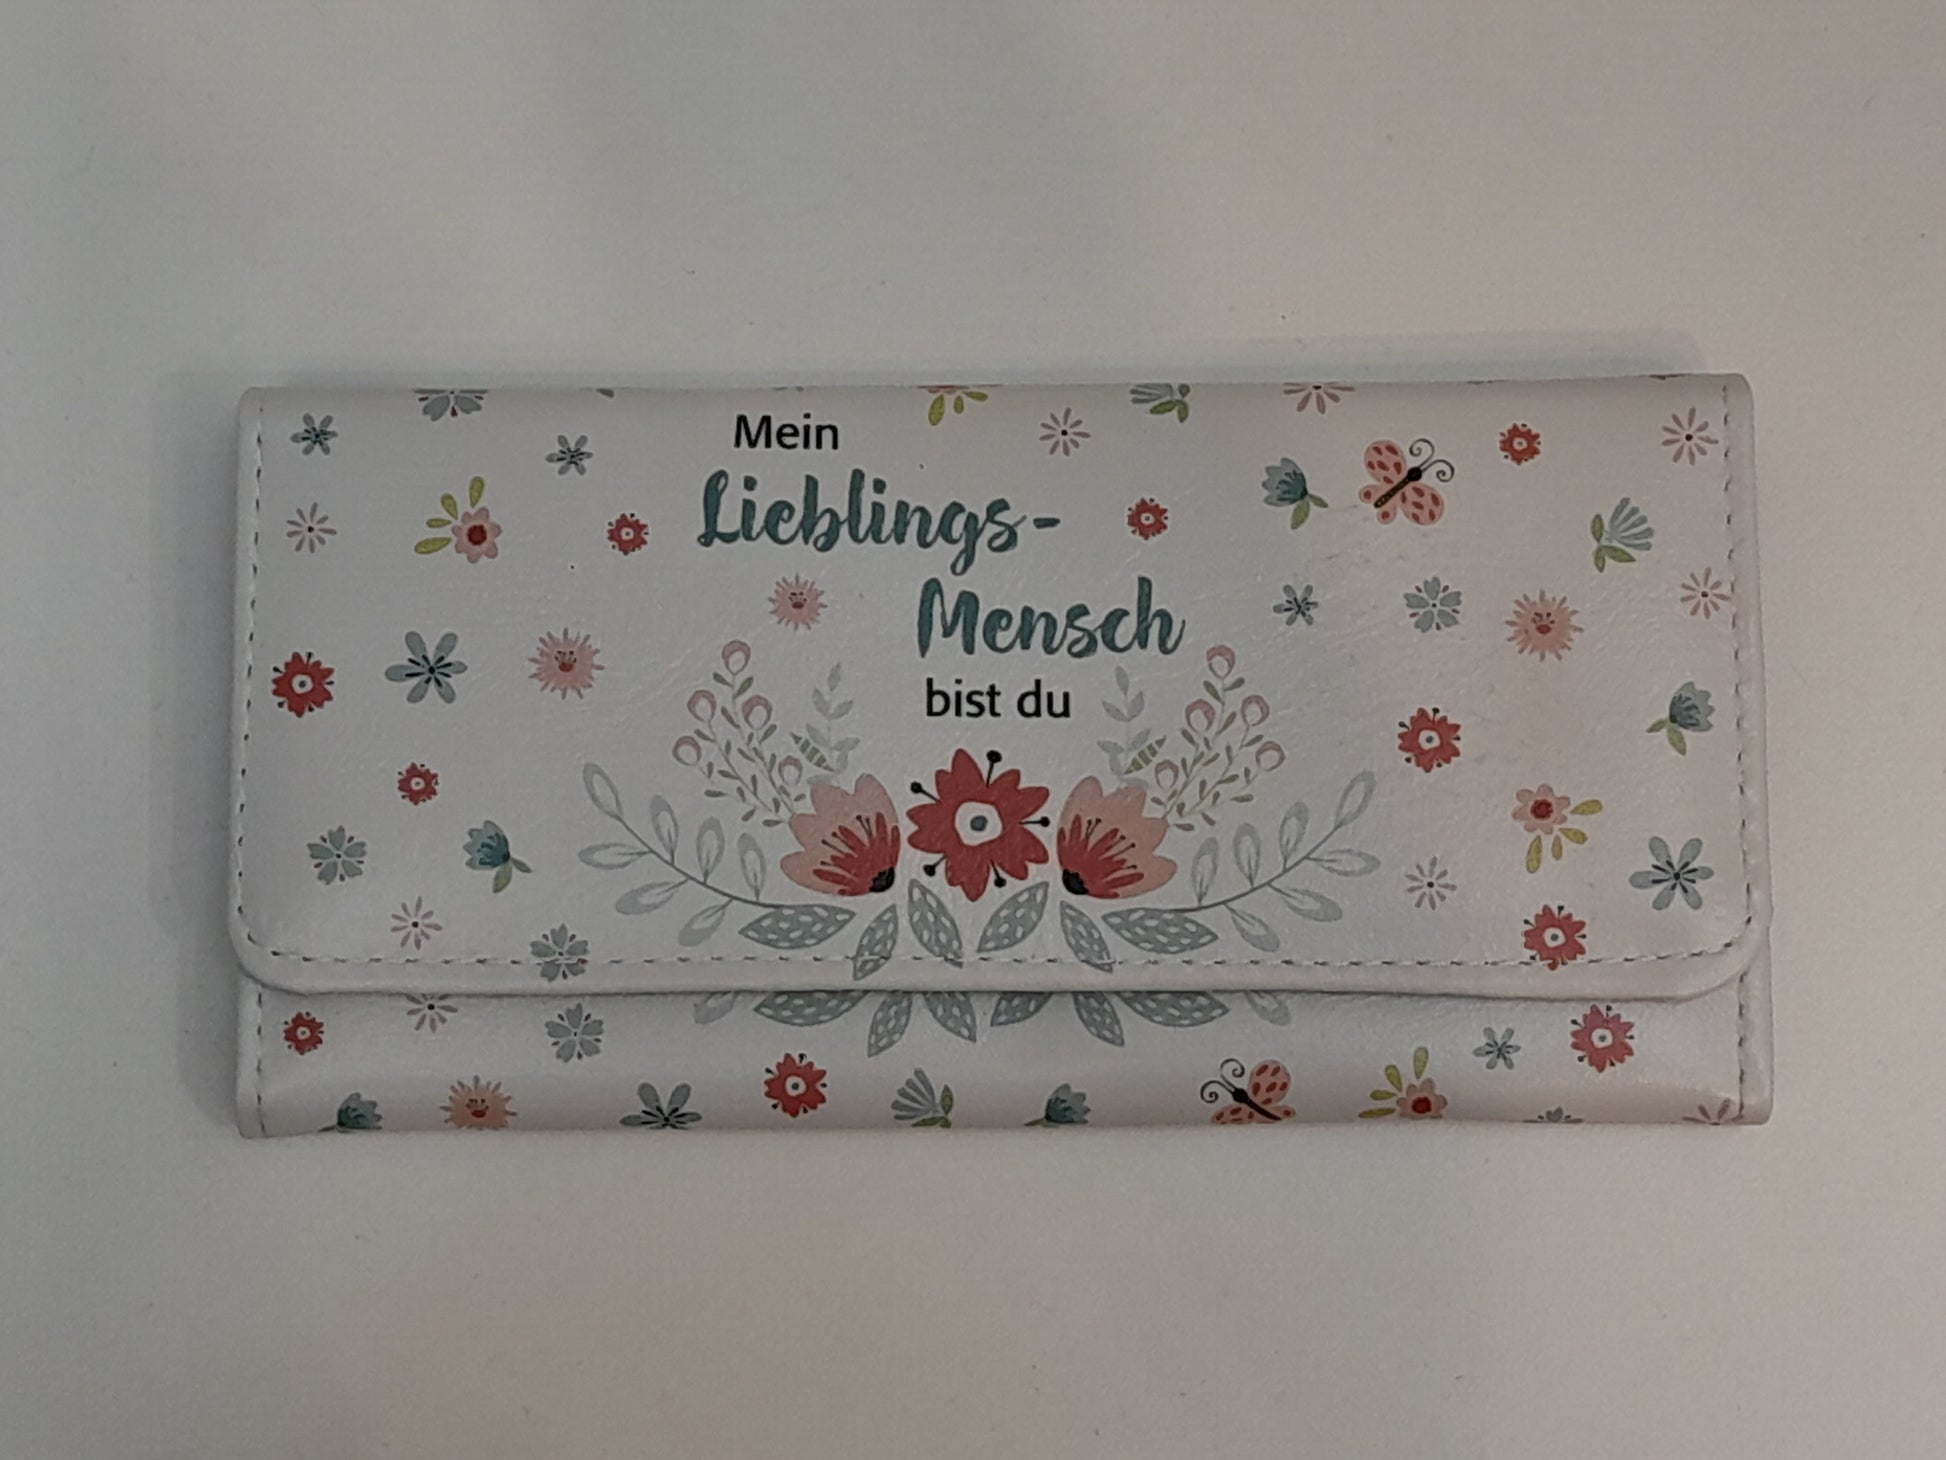 Mein
Lieblings-
Mensch
bist du